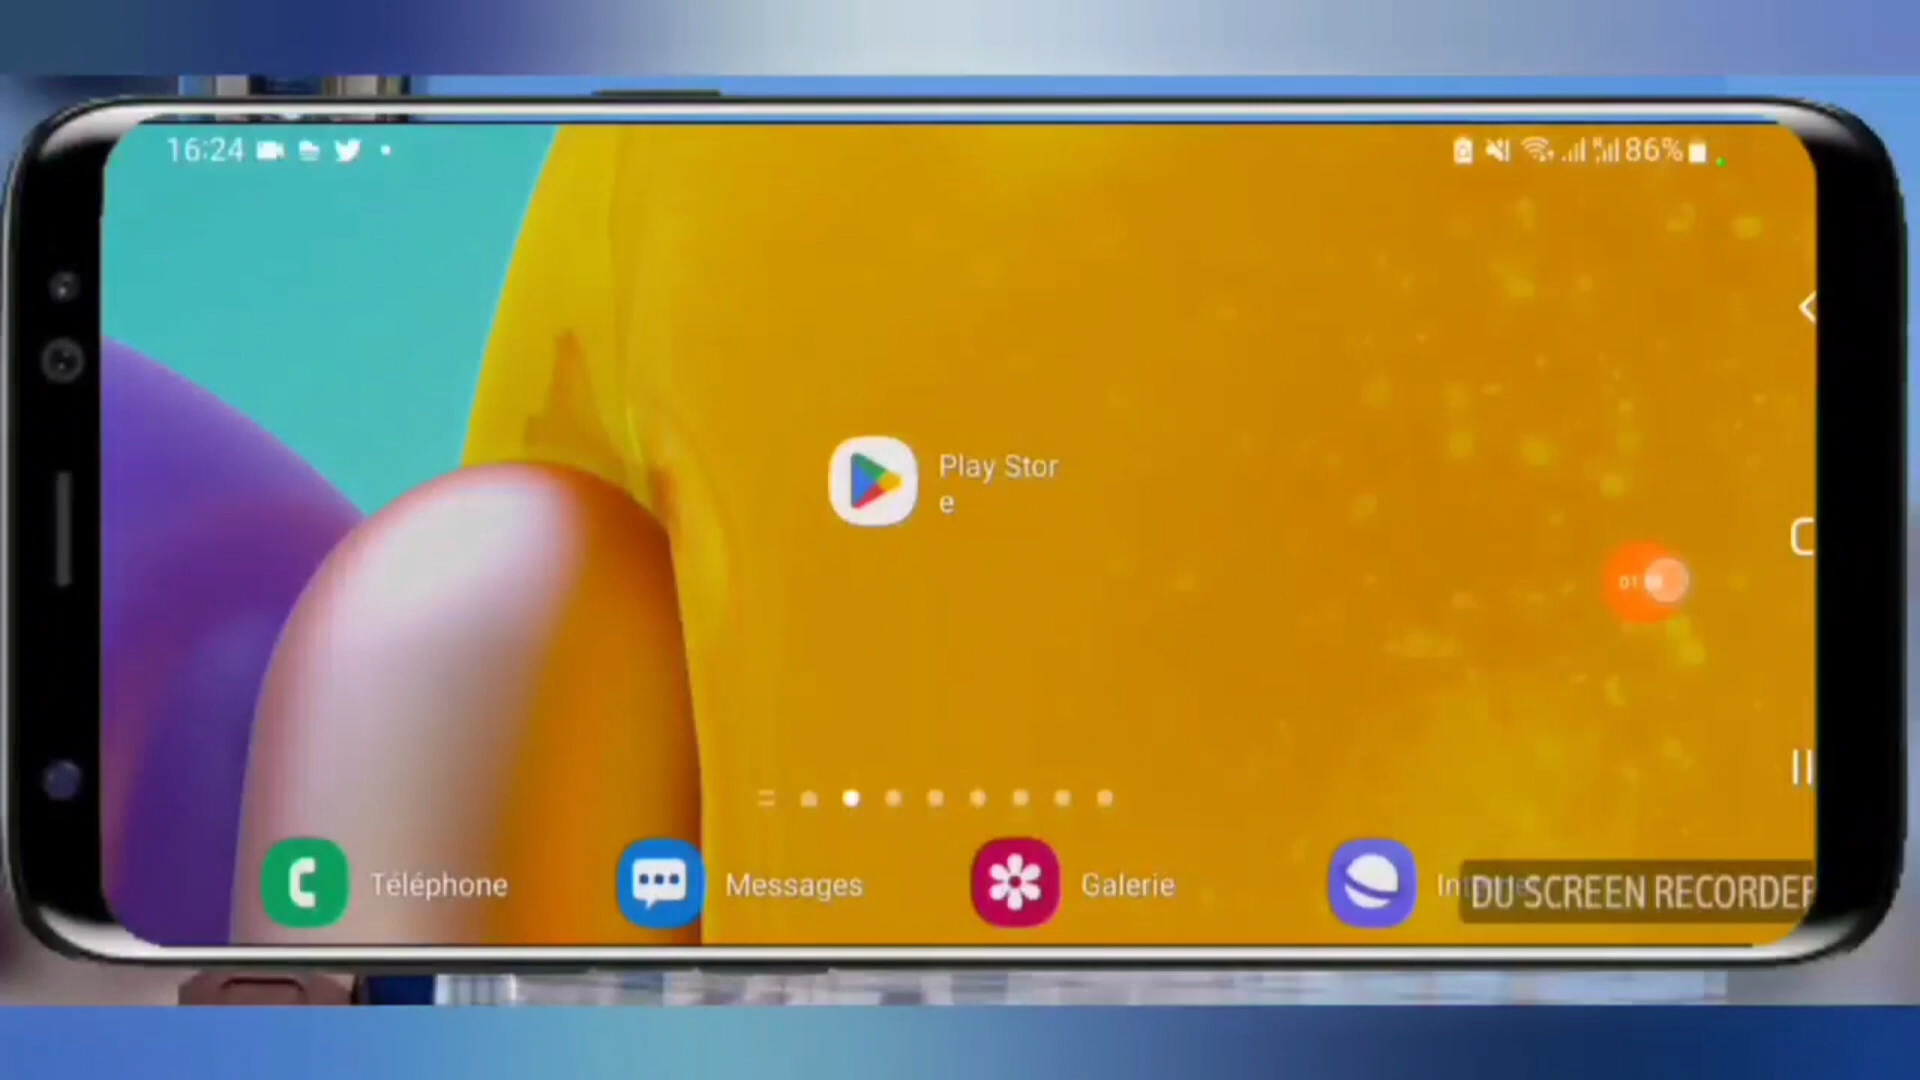 16:24
86%
Play Stor
e
Téléphone
Messages
Galerie
DU SCREEN RECORDER